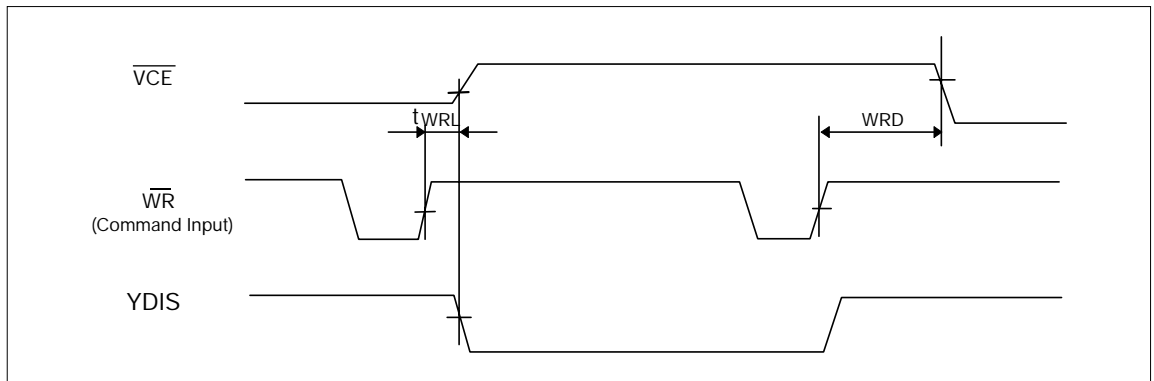 VCE
tWRL
WRD
WR
(Command Input)
YDIS